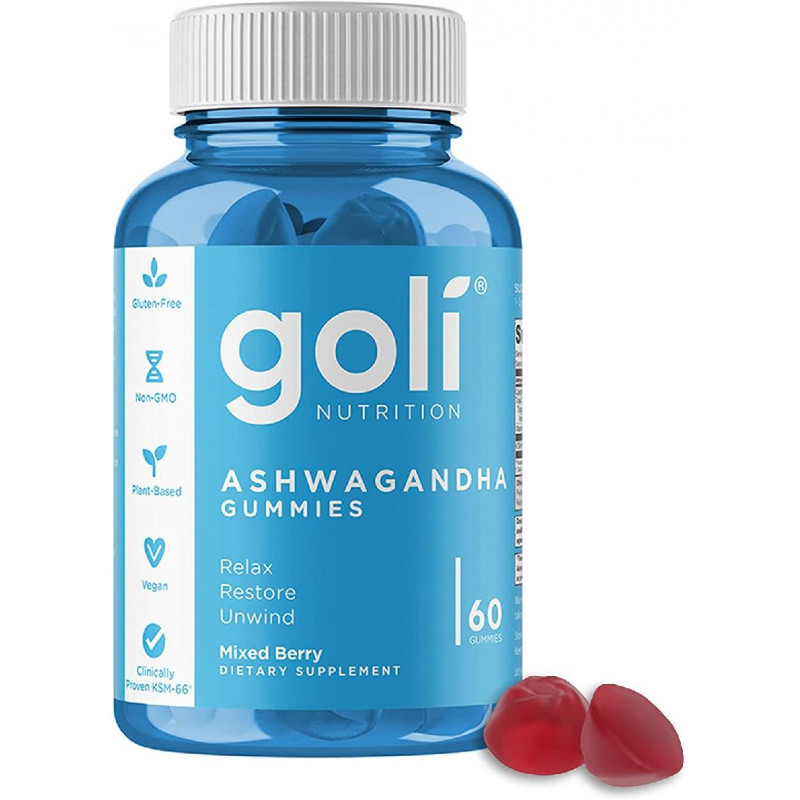 goli®
NUTRITION
ASHWAGANDHA
GUMMIES
Relax
Restore
Unwind
60
GUMMIES
Mixed Berry
DIETARY SUPPLEMENT
Gluten-Free
Non-GMO
Plant-Based
Vegan
Clinically
Proven KSM-66